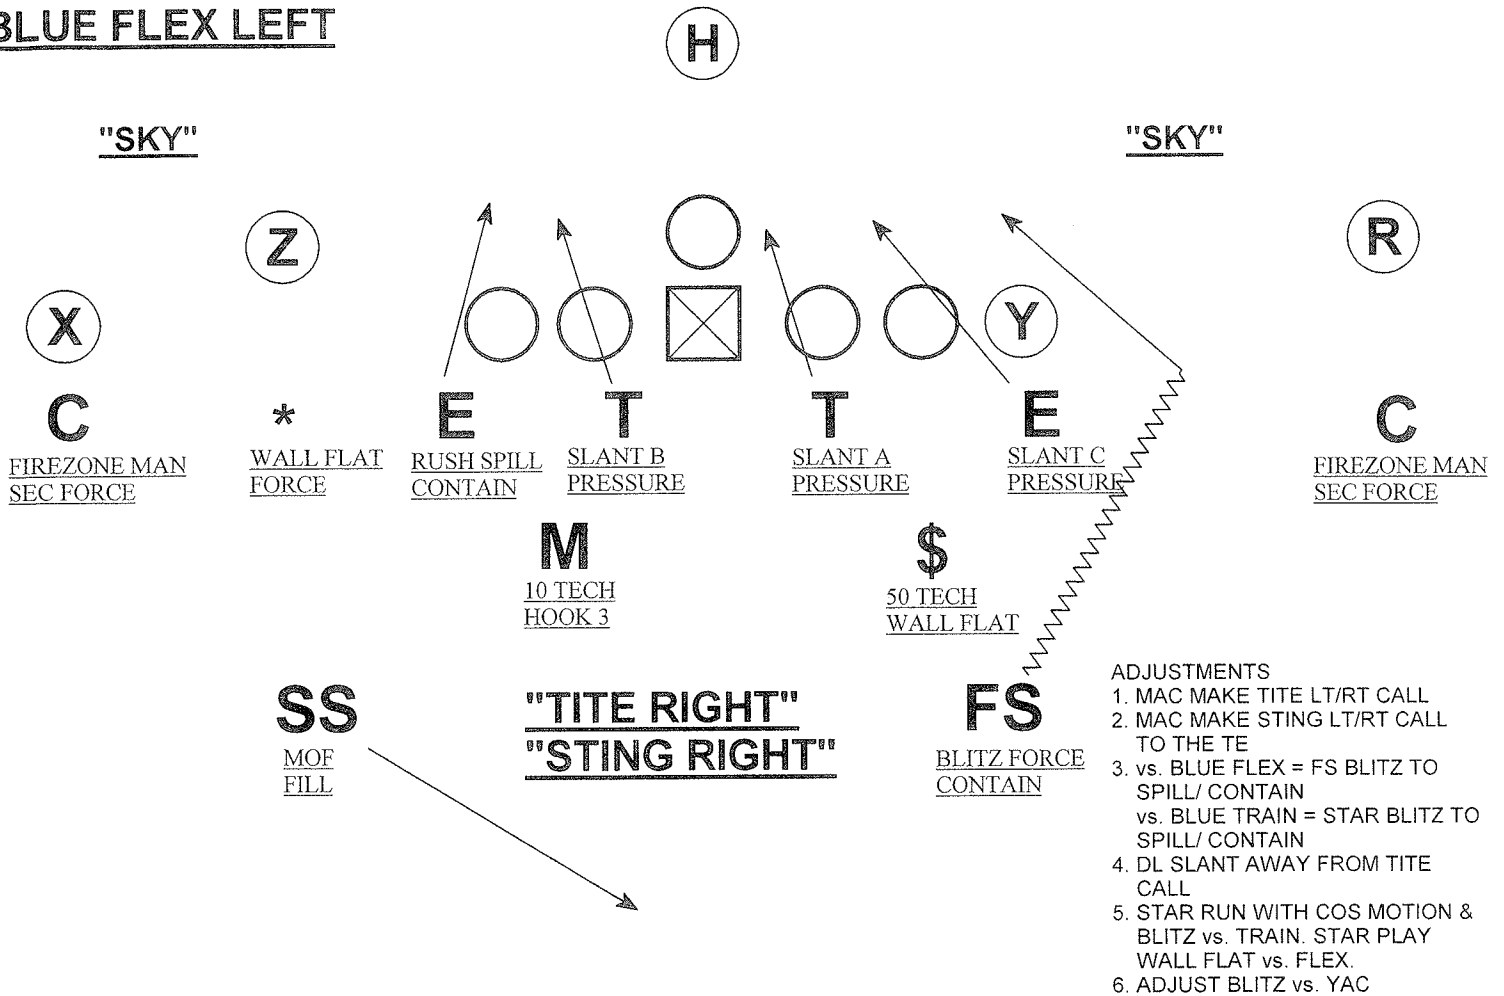 BLUE FLEX LEFT
H
"SKY"
"SKY"
Z
R
X
Y
C
*
E
T
T
E
C
FIREZONE MAN
SEC FORCE
WALL FLAT
FORCE
RUSH SPILL
CONTAIN
SLANT B
PRESSURE
SLANT A
PRESSURE
SLANT C
PRESSURE
FIREZONE MAN
SEC FORCE
M
10 TECH
HOOK 3
$
50 TECH
WALL FLAT
SS
MOF
FILL
"TITE RIGHT"
"STING RIGHT"
FS
BLITZ FORCE
CONTAIN
ADJUSTMENTS
1. MAC MAKE TITE LT/RT CALL
2. MAC MAKE STING LT/RT CALL
TO THE TE
3. vs. BLUE FLEX = FS BLITZ TO
SPILL/ CONTAIN
vs. BLUE TRAIN = STAR BLITZ TO
SPILL/ CONTAIN
4. DL SLANT AWAY FROM TITE
CALL
5. STAR RUN WITH COS MOTION &
BLITZ vs. TRAIN. STAR PLAY
WALL FLAT vs. FLEX.
6. ADJUST BLITZ vs. YAC